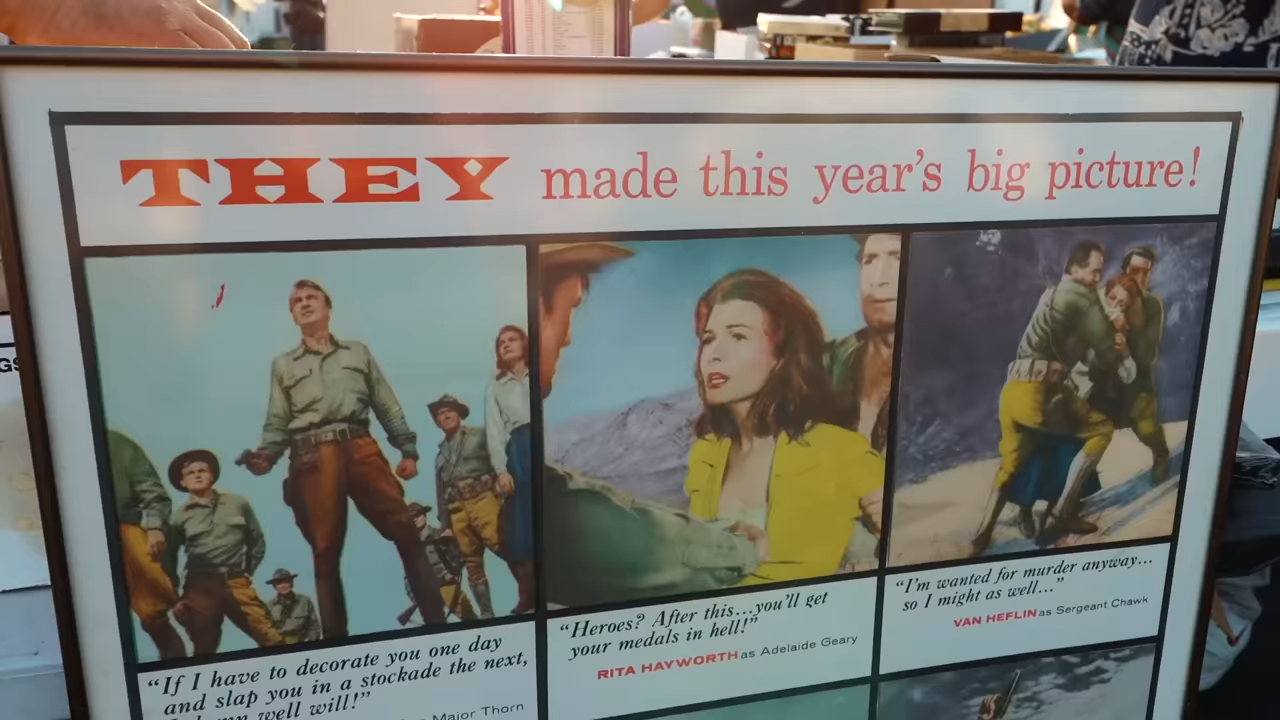 THEY made this year's big picture!
"If I have to decorate you one day
and slap you in a stockade the next,
well will!"
Major Thorn
"Heroes? After this...you'll get
your medals in hell!"
RITA HAYWORTH as Adelaide Geary
"I'm wanted for murder anyway...
so I might as well..."
VAN HEFLIN as Sergeant Chawk